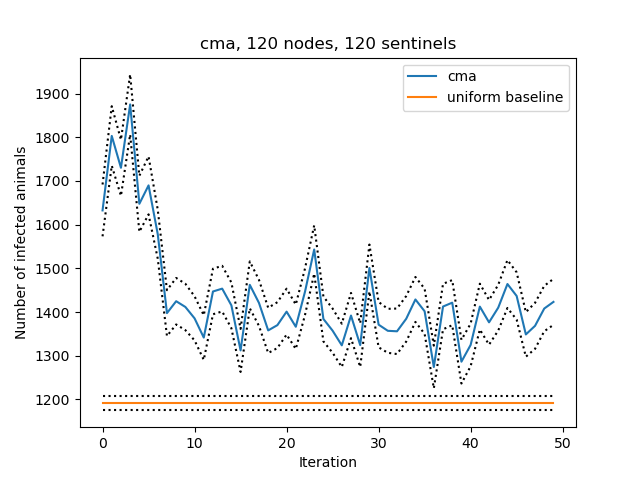 cma, 120 nodes, 120 sentinels
cma
uniform baseline
Number of infected animals
1900
1800
1700
1600
1500
1400
1300
1200
0 10 20 30 40 50
Iteration